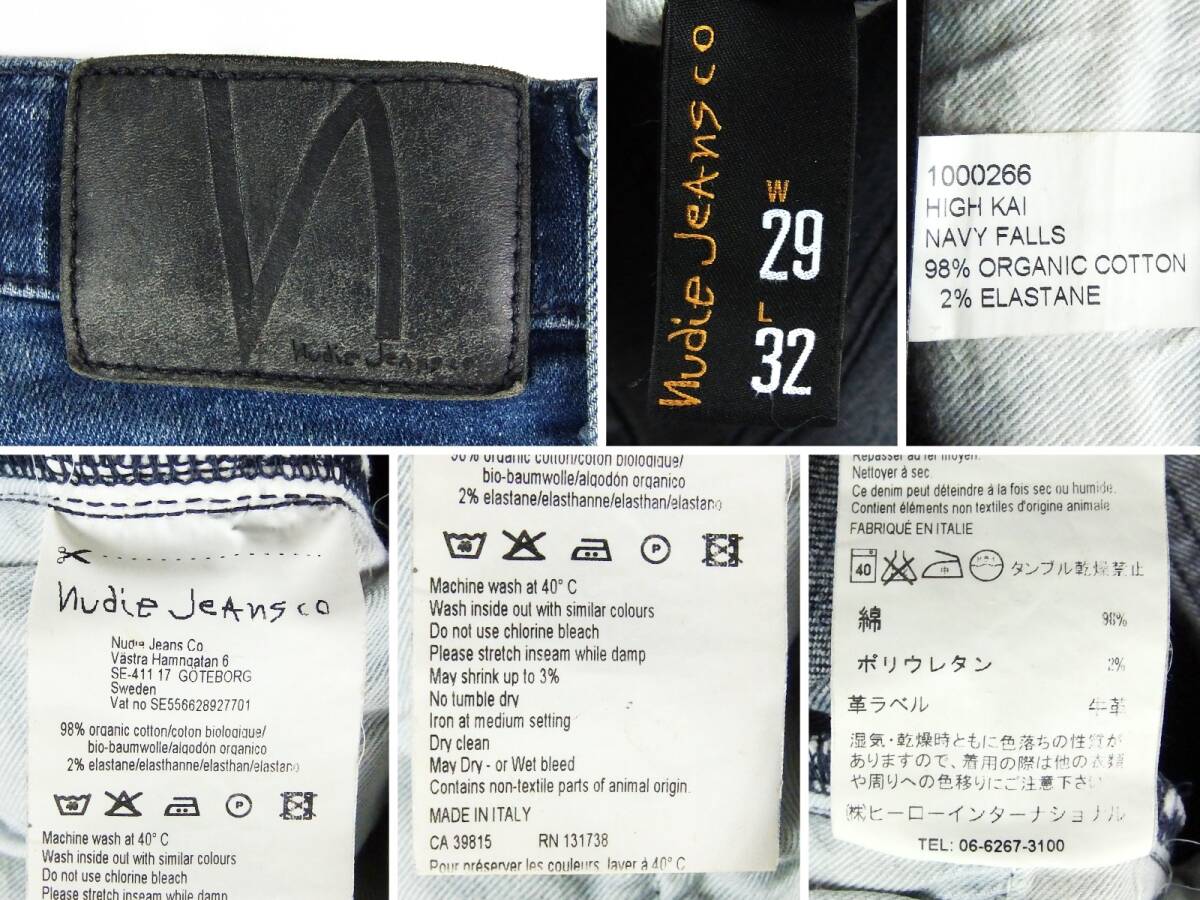 Nudie Jeans co
Nudie Jeans co
W
29
L
32
1000266
HIGH KAI
NAVY FALLS
98% ORGANIC COTTON
2% ELASTANE
Nudie Jeans co
Nudie Jeans Co
Västra Hamngatan 6
SE-411 17 GÖTEBORG
Sweden
Vat no SE556628927701
98% organic cotton/coton biologique/
bio-baumwolle/algodón organico
2% elastane/elasthanne/elasthan/elastano
40 P
Machine wash at 40° C
Wash inside out with similar colours
Do not use chlorine bleach
Please stretch inseam while damp
98% organic cotton/coton biologique/
bio-baumwolle/algodón organico
2% elastane/elasthanne/elasthan/elastano
40 P
Machine wash at 40° C
Wash inside out with similar colours
Do not use chlorine bleach
Please stretch inseam while damp
May shrink up to 3%
No tumble dry
Iron at medium setting
Dry clean
May Dry - or Wet bleed
Contains non-textile parts of animal origin.
MADE IN ITALY
CA 39815 RN 131738
Pour préserver les couleurs, laver à 40° C
Repasser au fer moyen.
Nettoyer à sec.
Ce denim peut déteindre à la fois sec ou humide.
Contient éléments non textiles d'origine animale
FABRIQUÉ EN ITALIE
40 中 タンブル乾燥禁止
綿 98%
ポリウレタン 2%
革ラベル 牛革
湿気・乾燥時ともに色落ちの性質が
ありますので、着用の際は他の衣類
や周りへの色移りにご注意下さい
㈱ヒーローインターナショナル
TEL: 06-6267-3100